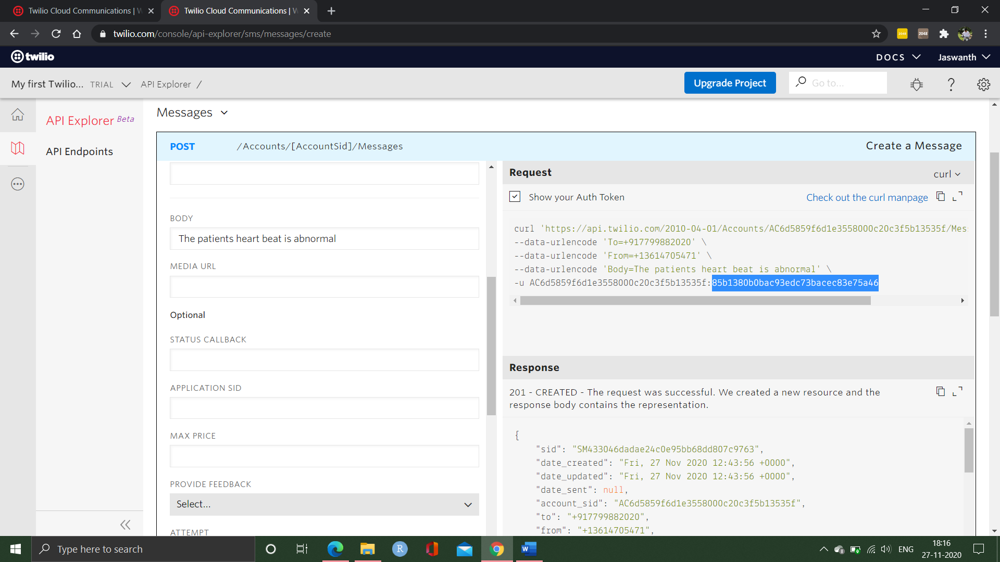 Twilio Cloud Communications | W
Twilio Cloud Communications | W
twilio.com/console/api-explorer/sms/messages/create
2048
2048
twilio
DOCS
Jaswanth
My first Twilio... TRIAL
API Explorer /
Upgrade Project
Go to...
API Explorer Beta
API Endpoints
Messages
POST /Accounts/[AccountSid]/Messages
Create a Message
BODY
The patients heart beat is abnormal
MEDIA URL
Optional
STATUS CALLBACK
APPLICATION SID
MAX PRICE
PROVIDE FEEDBACK
Select...
ATTEMPT
Request
curl
Show your Auth Token
Check out the curl manpage
curl 'https://api.twilio.com/2010-04-01/Accounts/AC6d5859f6d1e3558000c20c3f5b13535f/Mes
--data-urlencode 'To=+917799882020' \
--data-urlencode 'From=+13614705471' \
--data-urlencode 'Body=The patients heart beat is abnormal' \
-u AC6d5859f6d1e3558000c20c3f5b13535f:85b1380b0bac93edc73bacec83e75a46
Response
201 - CREATED - The request was successful. We created a new resource and the
response body contains the representation.
{
"sid": "SM433046dadae24c0e95bb68dd807c9763",
"date_created": "Fri, 27 Nov 2020 12:43:56 +0000",
"date_updated": "Fri, 27 Nov 2020 12:43:56 +0000",
"date_sent": null,
"account_sid": "AC6d5859f6d1e3558000c20c3f5b13535f",
"to": "+917799882020",
"from": "+13614705471",
Type here to search
R
W
ENG
18:16
27-11-2020